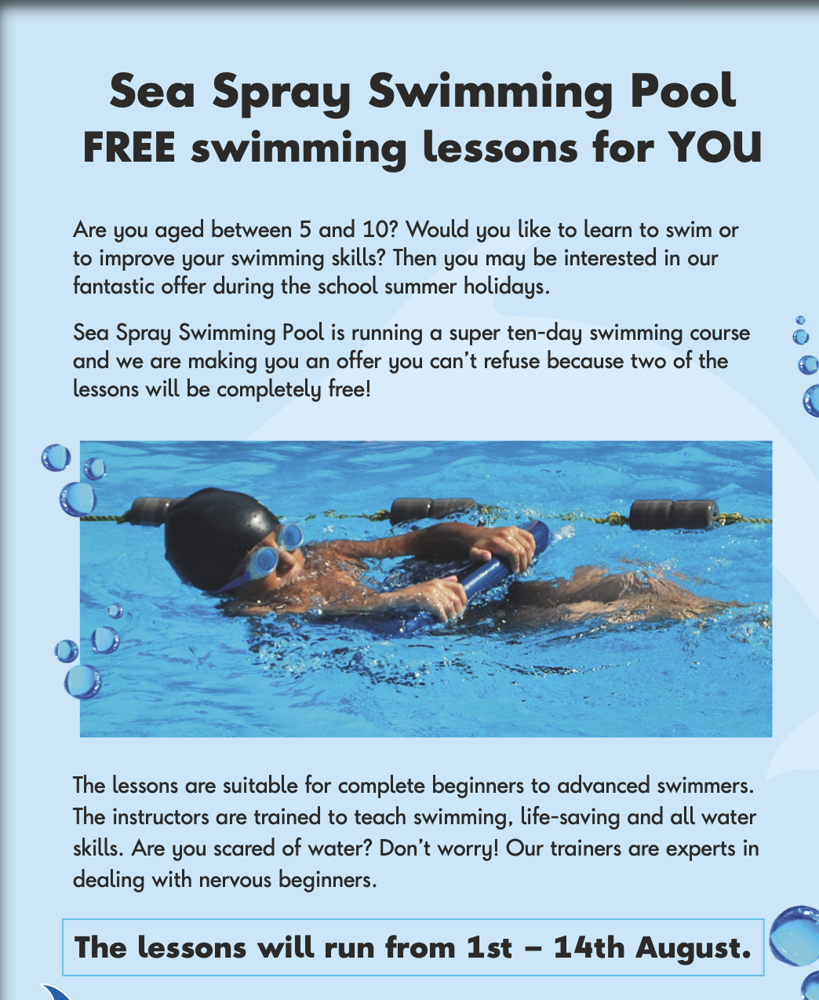 Sea Spray Swimming Pool
FREE swimming lessons for YOU
Are you aged between 5 and 10? Would you like to learn to swim or
to improve your swimming skills? Then you may be interested in our
fantastic offer during the school summer holidays.
Sea Spray Swimming Pool is running a super ten-day swimming course
and we are making you an offer you can’t refuse because two of the
lessons will be completely free!
The lessons are suitable for complete beginners to advanced swimmers.
The instructors are trained to teach swimming, life-saving and all water
skills. Are you scared of water? Don’t worry! Our trainers are experts in
dealing with nervous beginners.
The lessons will run from 1st – 14th August.